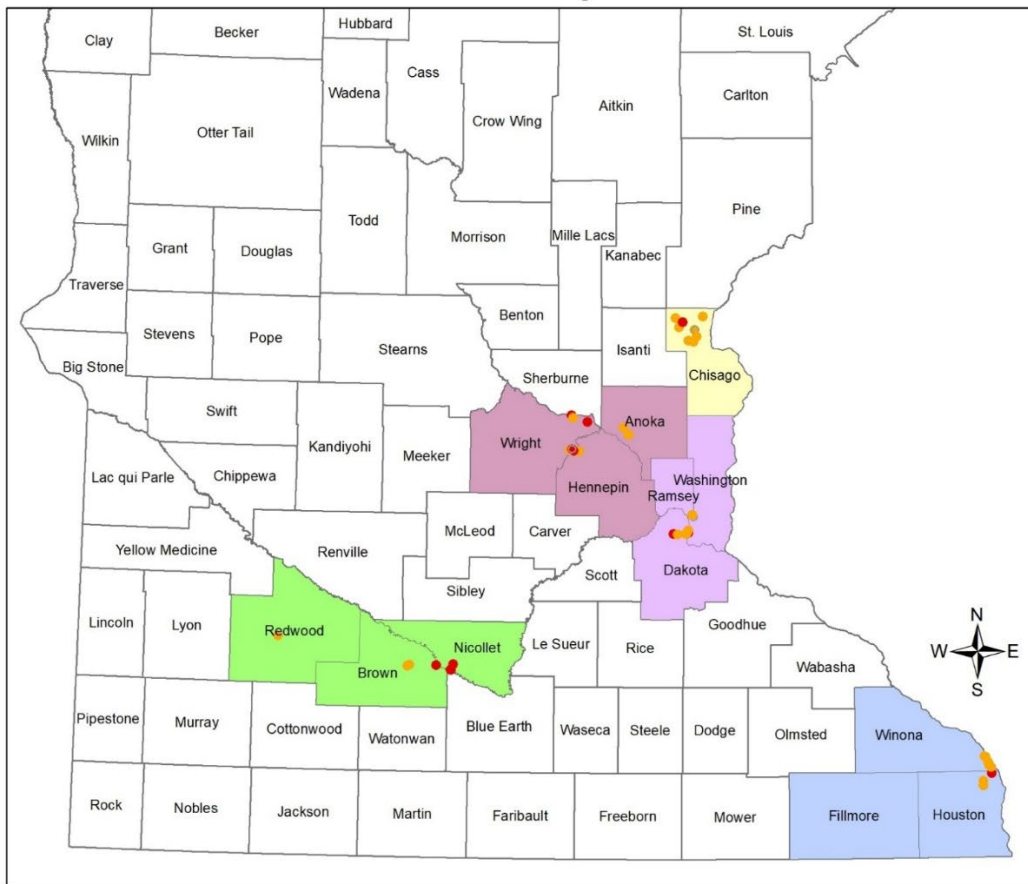 Hubbard
Becker
Clay
St. Louis
Cass
Wadena
Carlton
Aitkin
Crow Wing
Otter Tail
Wilkin
Todd
Pine
Mille Lacs
Morrison
Grant
Douglas
Kanabec
Traverse
Benton
Stevens
Pope
Isanti
Stearns
Big Stone
Chisago
Sherburne
Swift
Anoka
Kandiyohi
Wright
Meeker
Lac qui Parle
Chippewa
Washington
Hennepin
Ramsey
McLeod
Carver
Yellow Medicine
Renville
Dakota
Scott
Sibley
N
Lincoln
Lyon
Redwood
Goodhue
Nicollet
Le Sueur
Rice
W
E
Brown
Wabasha
S
Pipestone
Murray
Cottonwood
Watonwan
Blue Earth
Waseca
Steele
Dodge
Olmsted
Winona
Rock
Nobles
Jackson
Martin
Faribault
Freeborn
Mower
Fillmore
Houston